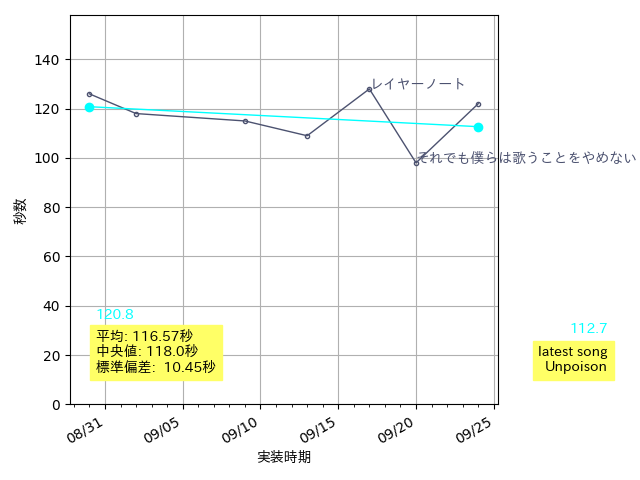 140
120
100
80
60
40
20
0
秒数
レイヤーノート
それでも僕らは歌うことをやめない
120.8
平均: 116.57秒
中央値: 118.0秒
標準偏差: 10.45秒
112.7
latest song
Unpoison
08/31
09/05
09/10
09/15
09/20
09/25
実装時期